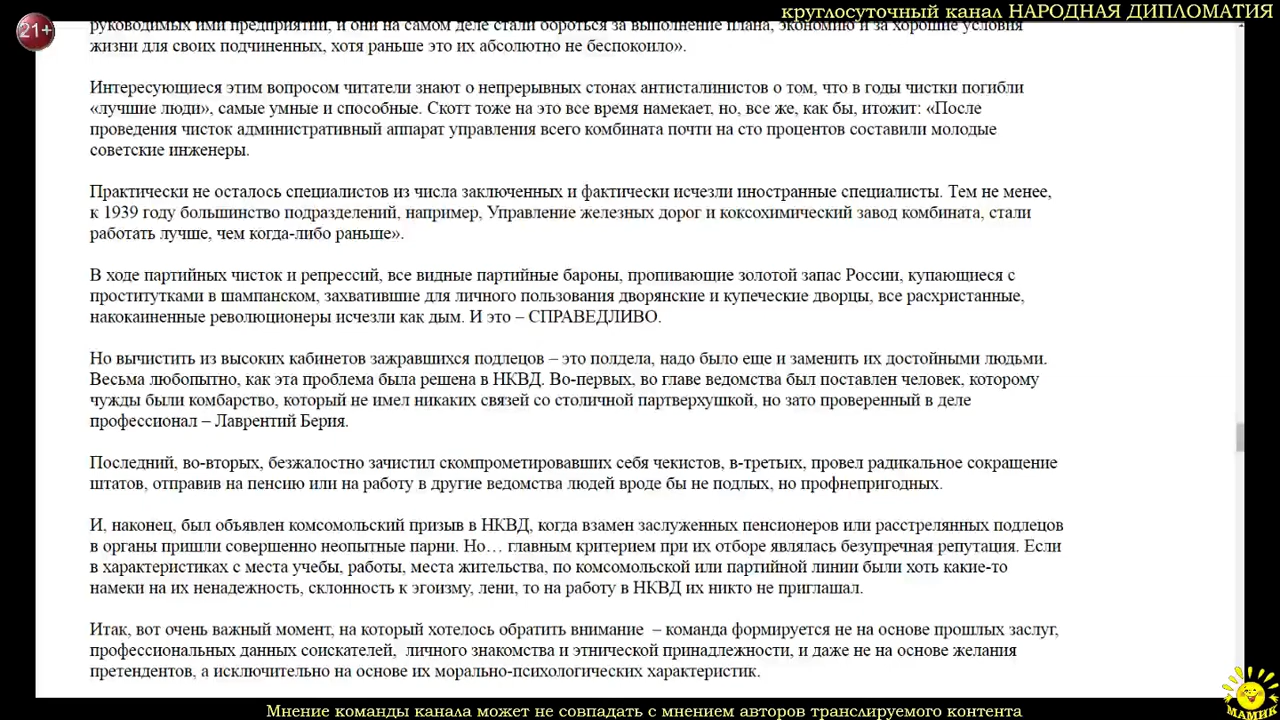 круглосуточный канал НАРОДНАЯ ДИПЛОМАТИЯ
21+
руководимых ими предприятий, и они на самом деле стали бороться за выполнение плана, экономию и за хорошие условия
жизни для своих подчиненных, хотя раньше это их абсолютно не беспокоило».
Интересующиеся этим вопросом читатели знают о непрерывных стонах антисталинистов о том, что в годы чистки погибли
«лучшие люди», самые умные и способные. Скотт тоже на это все время намекает, но, все же, как бы, итожит: «После
проведения чисток административный аппарат управления всего комбината почти на сто процентов составили молодые
советские инженеры.
Практически не осталось специалистов из числа заключенных и фактически исчезли иностранные специалисты. Тем не менее,
к 1939 году большинство подразделений, например, Управление железных дорог и коксохимический завод комбината, стали
работать лучше, чем когда-либо раньше».
В ходе партийных чисток и репрессий, все видные партийные бароны, пропивающие золотой запас России, купающиеся с
проститутками в шампанском, захватившие для личного пользования дворянские и купеческие дворцы, все расхристанные,
накокаиненные революционеры исчезли как дым. И это – СПРАВЕДЛИВО.
Но вычистить из высоких кабинетов зажравшихся подлецов – это полдела, надо было еще и заменить их достойными людьми.
Весьма любопытно, как эта проблема была решена в НКВД. Во-первых, во главе ведомства был поставлен человек, которому
чужды были комбарство, который не имел никаких связей со столичной партверхушкой, но зато проверенный в деле
профессионал – Лаврентий Берия.
Последний, во-вторых, безжалостно зачистил скомпрометировавших себя чекистов, в-третьих, провел радикальное сокращение
штатов, отправив на пенсию или на работу в другие ведомства людей вроде бы не подлых, но профнепригодных.
И, наконец, был объявлен комсомольский призыв в НКВД, когда взамен заслуженных пенсионеров или расстрелянных подлецов
в органы пришли совершенно неопытные парни. Но… главным критерием при их отборе являлась безупречная репутация. Если
в характеристиках с места учебы, работы, места жительства, по комсомольской или партийной линии были хоть какие-то
намеки на их ненадежность, склонность к эгоизму, лени, то на работу в НКВД их никто не приглашал.
Итак, вот очень важный момент, на который хотелось обратить внимание – команда формируется не на основе прошлых заслуг,
профессиональных данных соискателей, личного знакомства и этнической принадлежности, и даже не на основе желания
претендентов, а исключительно на основе их морально-психологических характеристик.
МАМИК
Мнение команды канала может не совпадать с мнением авторов транслируемого контента